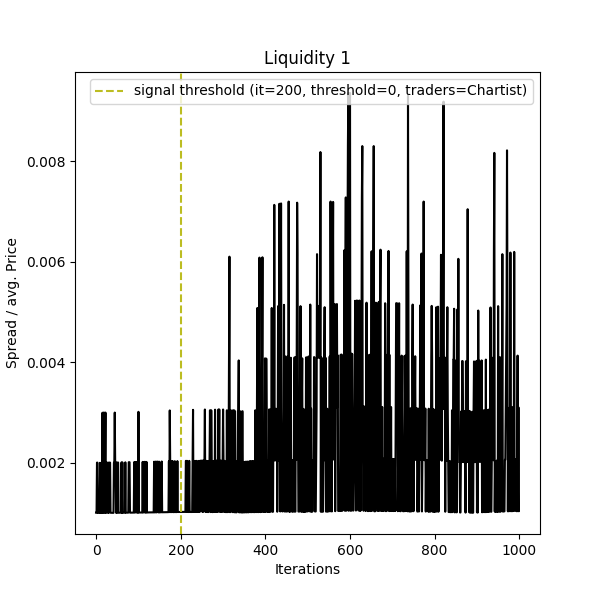 Liquidity 1
signal threshold (it=200, threshold=0, traders=Chartist)
0.008
0.006
0.004
0.002
Spread / avg. Price
0 200 400 600 800 1000
Iterations